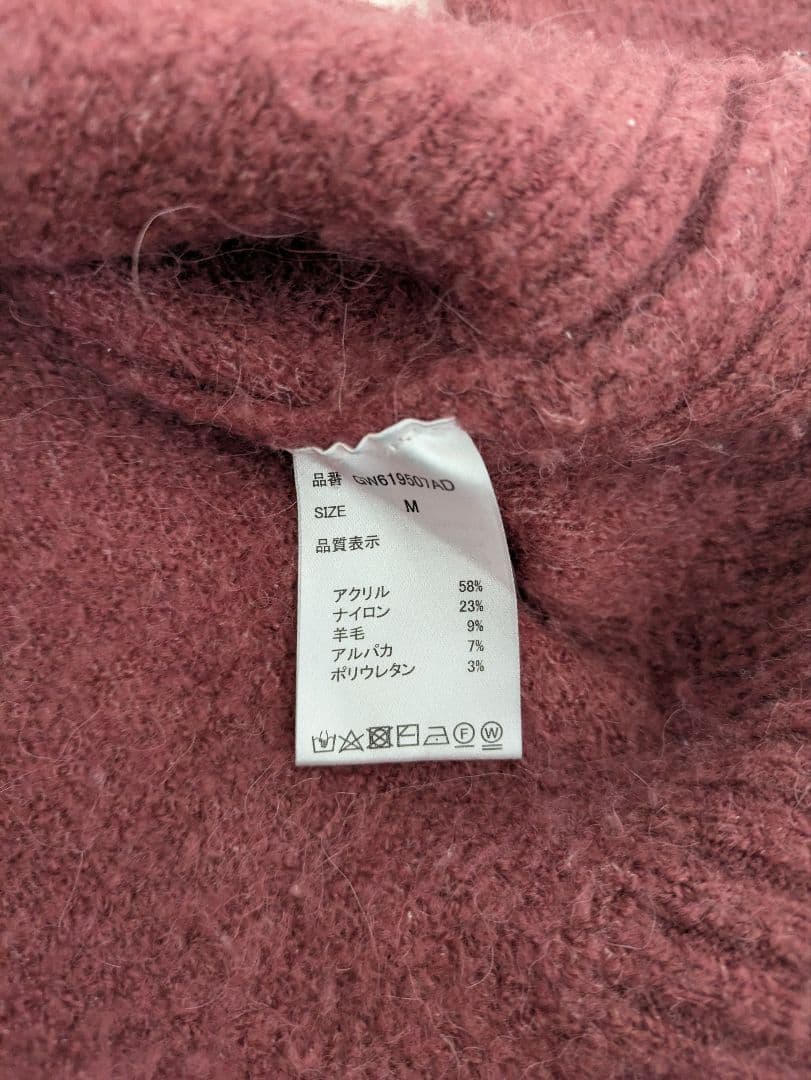 品番 GW619507AD
SIZE M
品質表示
アクリル 58%
ナイロン 23%
羊毛 9%
アルパカ 7%
ポリウレタン 3%
F W